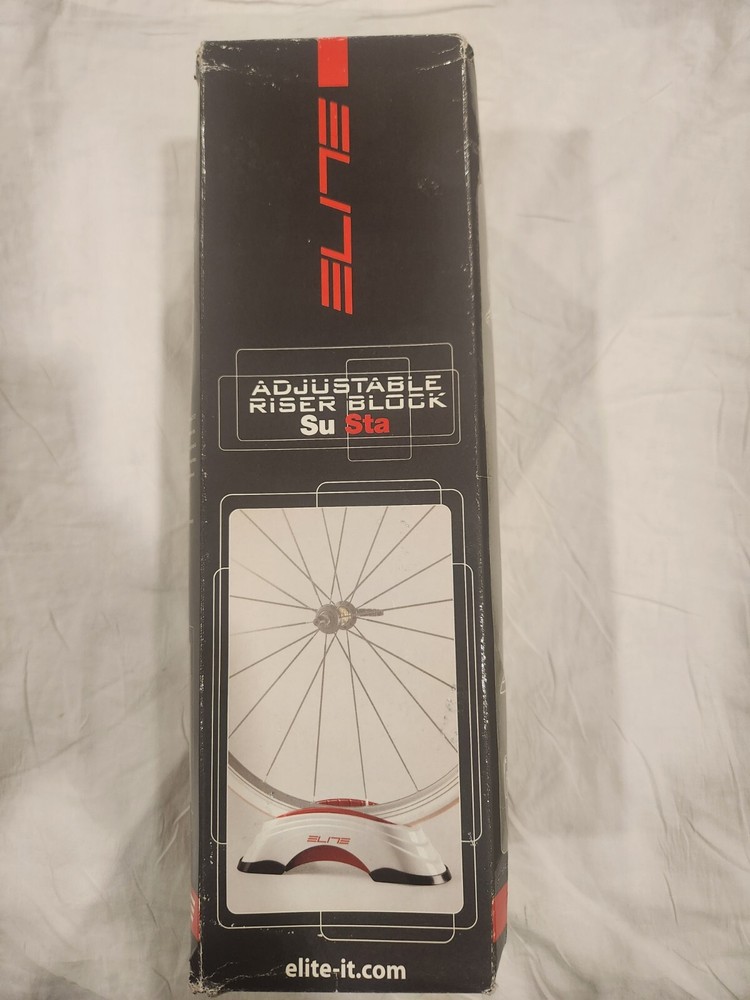 ELITE
ADJUSTABLE
RISER BLOCK
Su Sta
ELITE
elite-it.com